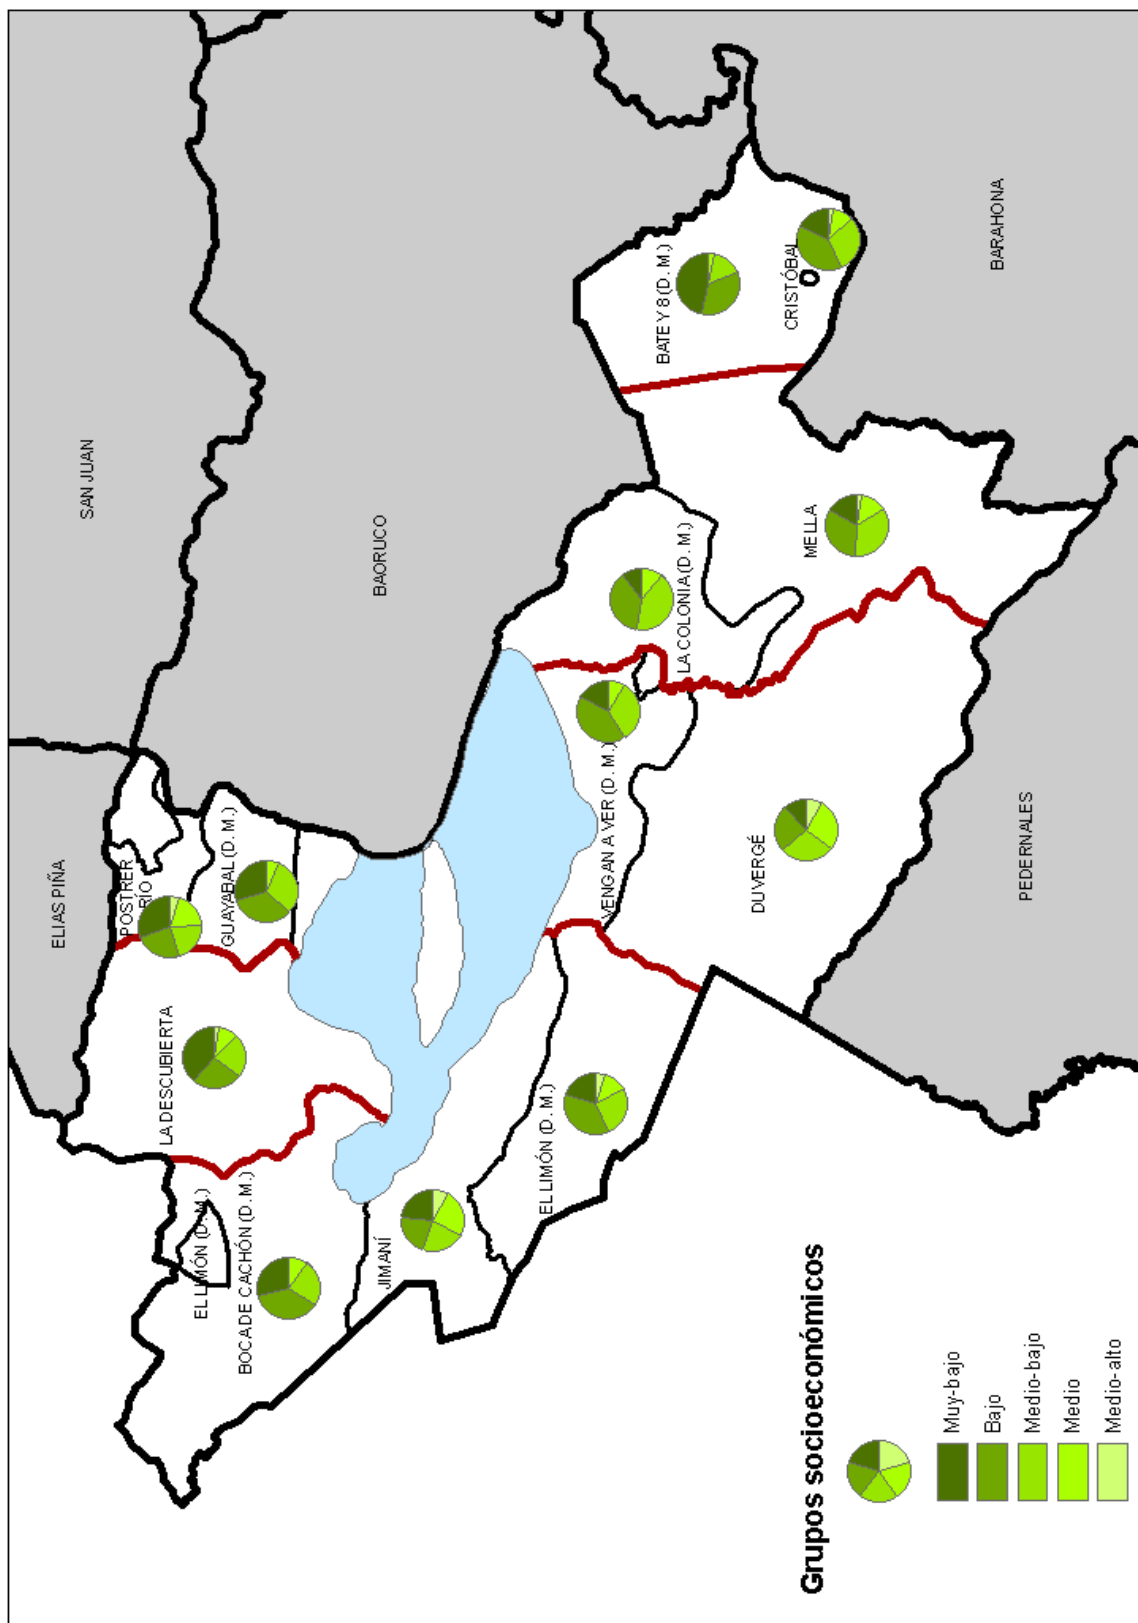 ELIAS PIÑA
SAN JUAN
POSTRER
RÍO
GUAYABAL (D. M.)
BAORUCO
LA DESCUBIERTA
EL LIMÓN (D. M.)
BOCA DE CACHÓN (D. M.)
JIMANÍ
EL LIMÓN (D. M.)
VENGAN A VER (D. M.)
LA COLONIA (D. M.)
BATEY 8 (D. M.)
CRISTÓBAL
MELLA
DUVERGÉ
BARAHONA
PEDERNALES
Grupos socioeconómicos
Muy-bajo
Bajo
Medio-bajo
Medio
Medio-alto